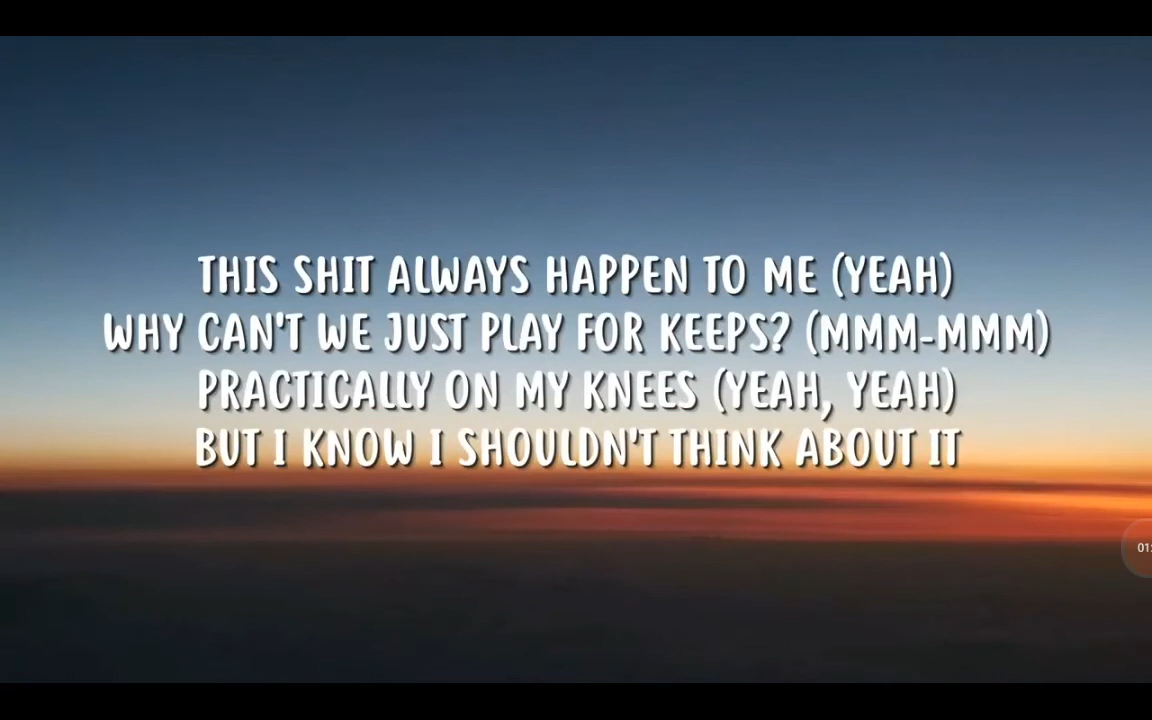 THIS SHIT ALWAYS HAPPEN TO ME (YEAH)
WHY CAN'T WE JUST PLAY FOR KEEPS? (MMM-MMM)
PRACTICALLY ON MY KNEES (YEAH, YEAH)
BUT I KNOW I SHOULDN'T THINK ABOUT IT
01: